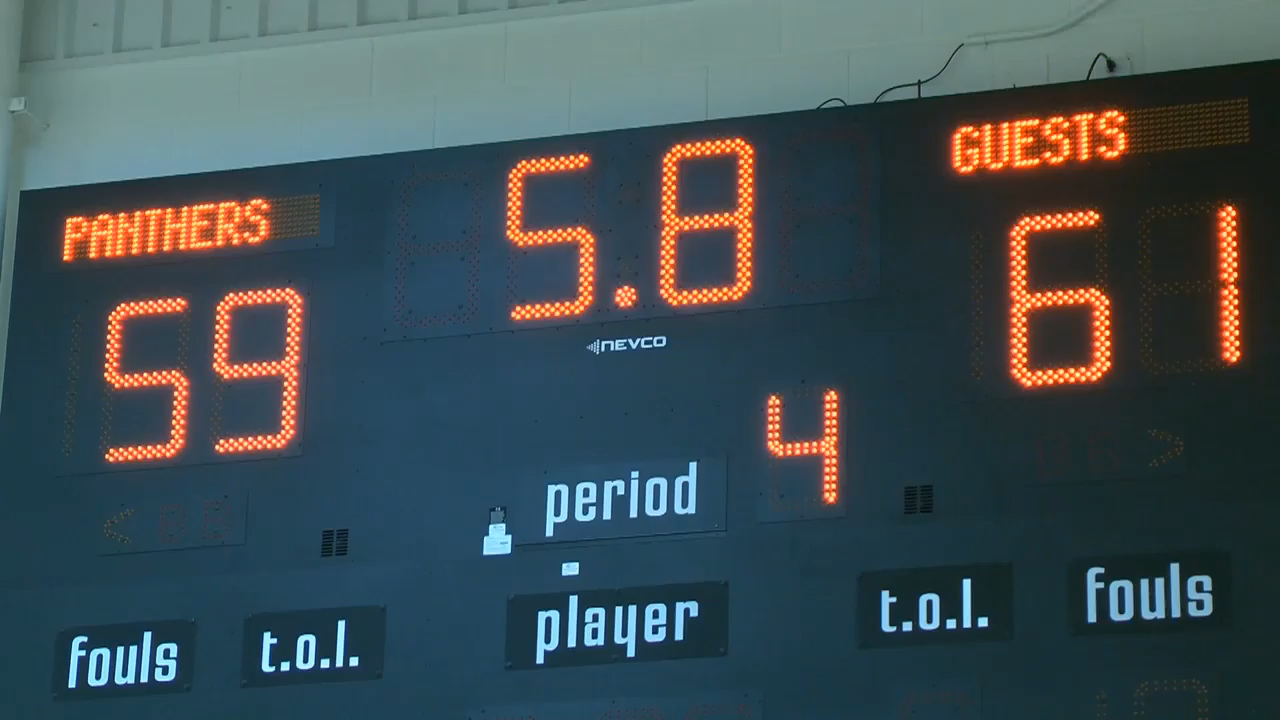 PANTHERS 5.8 GUESTS
59 61
NEVCO
4
period
player
fouls t.o.l. t.o.l. fouls